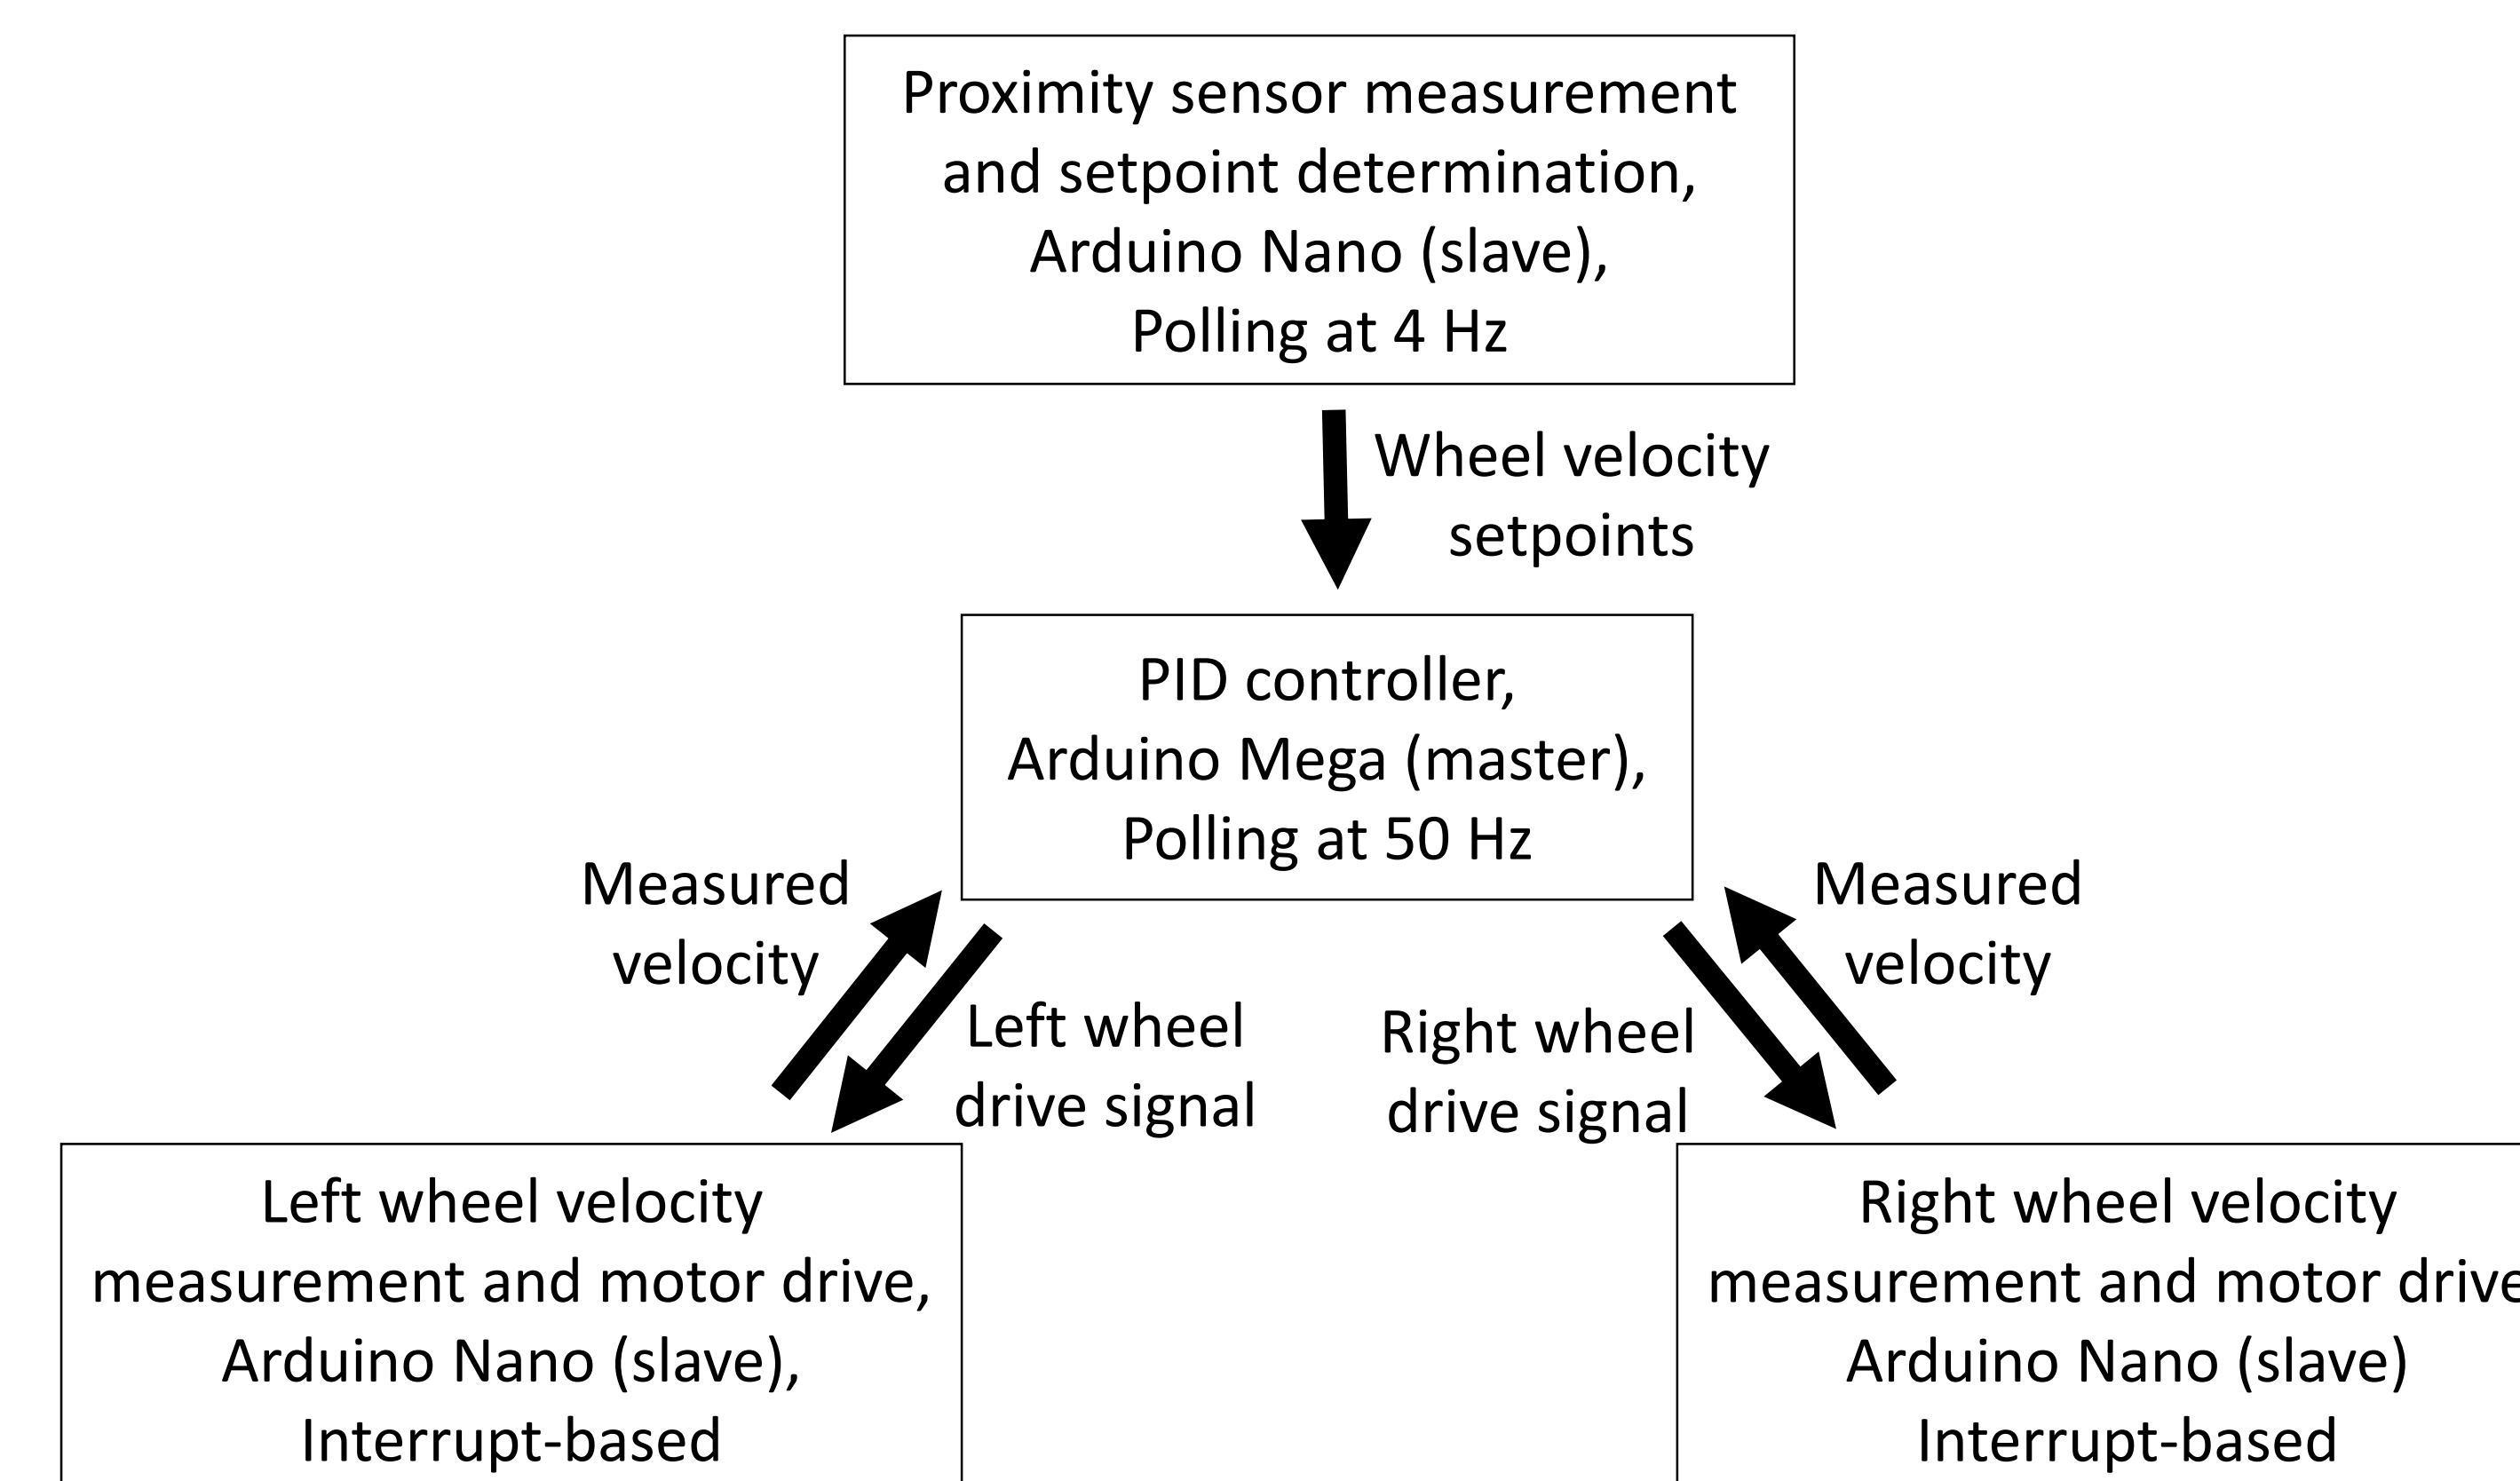 Proximity sensor measurement
and setpoint determination,
Arduino Nano (slave),
Polling at 4 Hz
Wheel velocity
setpoints
PID controller,
Arduino Mega (master),
Polling at 50 Hz
Measured
velocity
Left wheel
drive signal
Right wheel
drive signal
Measured
velocity
Left wheel velocity
measurement and motor drive,
Arduino Nano (slave),
Interrupt-based
Right wheel velocity
measurement and motor drive
Arduino Nano (slave)
Interrupt-based